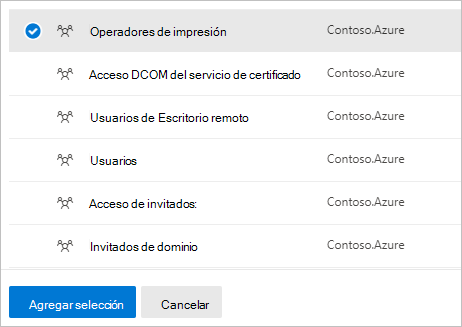 Operadores de impresión Contoso.Azure
Acceso DCOM del servicio de certificado Contoso.Azure
Usuarios de Escritorio remoto Contoso.Azure
Usuarios Contoso.Azure
Acceso de invitados: Contoso.Azure
Invitados de dominio Contoso.Azure
Agregar selección Cancelar